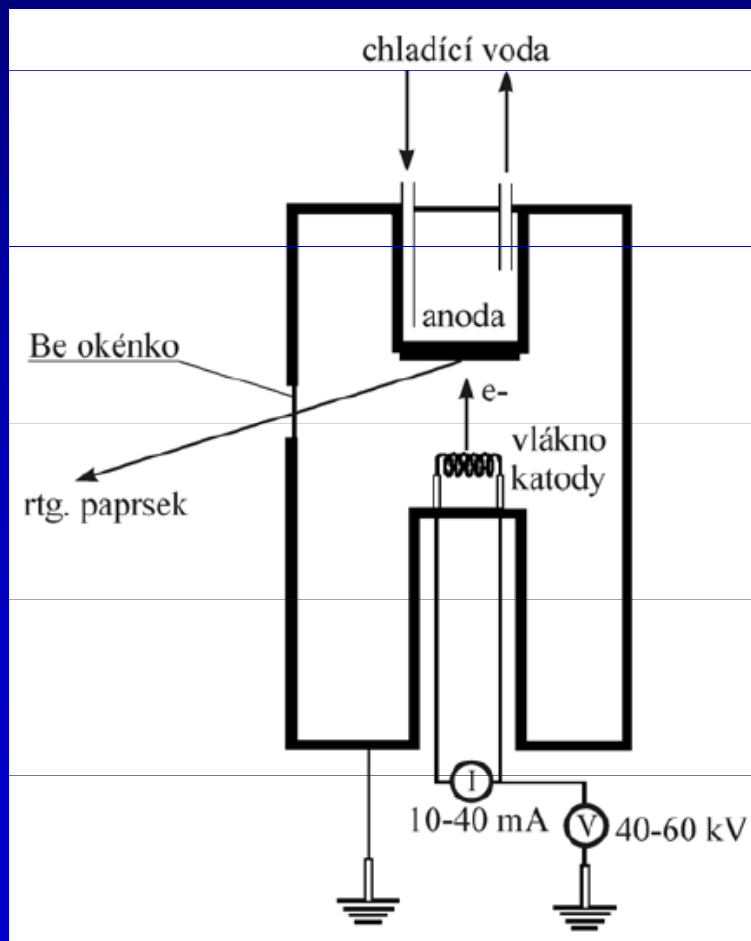 chladící voda
anoda
Be okénko
e-
vlákno
katody
rtg. paprsek
I
10-40 mA
V
40-60 kV